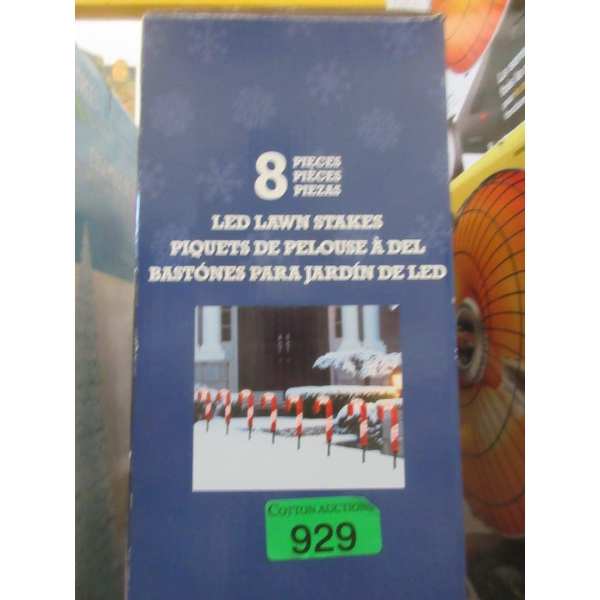 8 PIECES
PIÈCES
PIEZAS
LED LAWN STAKES
PIQUETS DE PELOUSE À DEL
BASTÓNES PARA JARDÍN DE LED
COTTON AUCTIONS
929